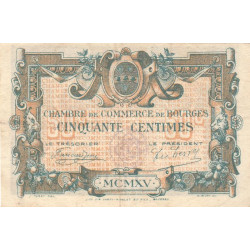 CHAMBRE DE COMMERCE DE BOURGES
CINQUANTE CENTIMES
LE TRÉSORIER
LE PRÉSIDENT
MCMXV